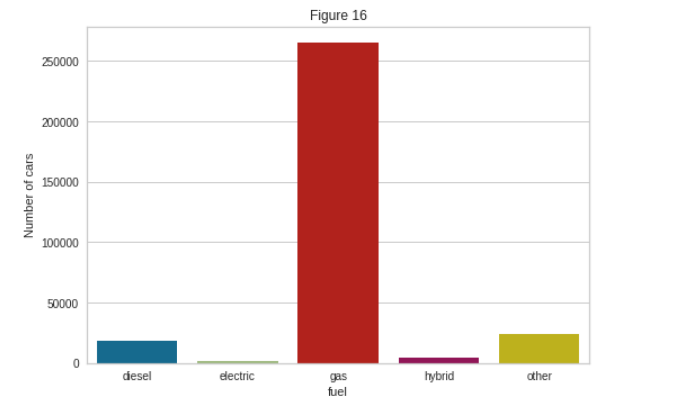 Figure 16
250000
200000
150000
100000
50000
0
Number of cars
diesel electric gas hybrid other
fuel